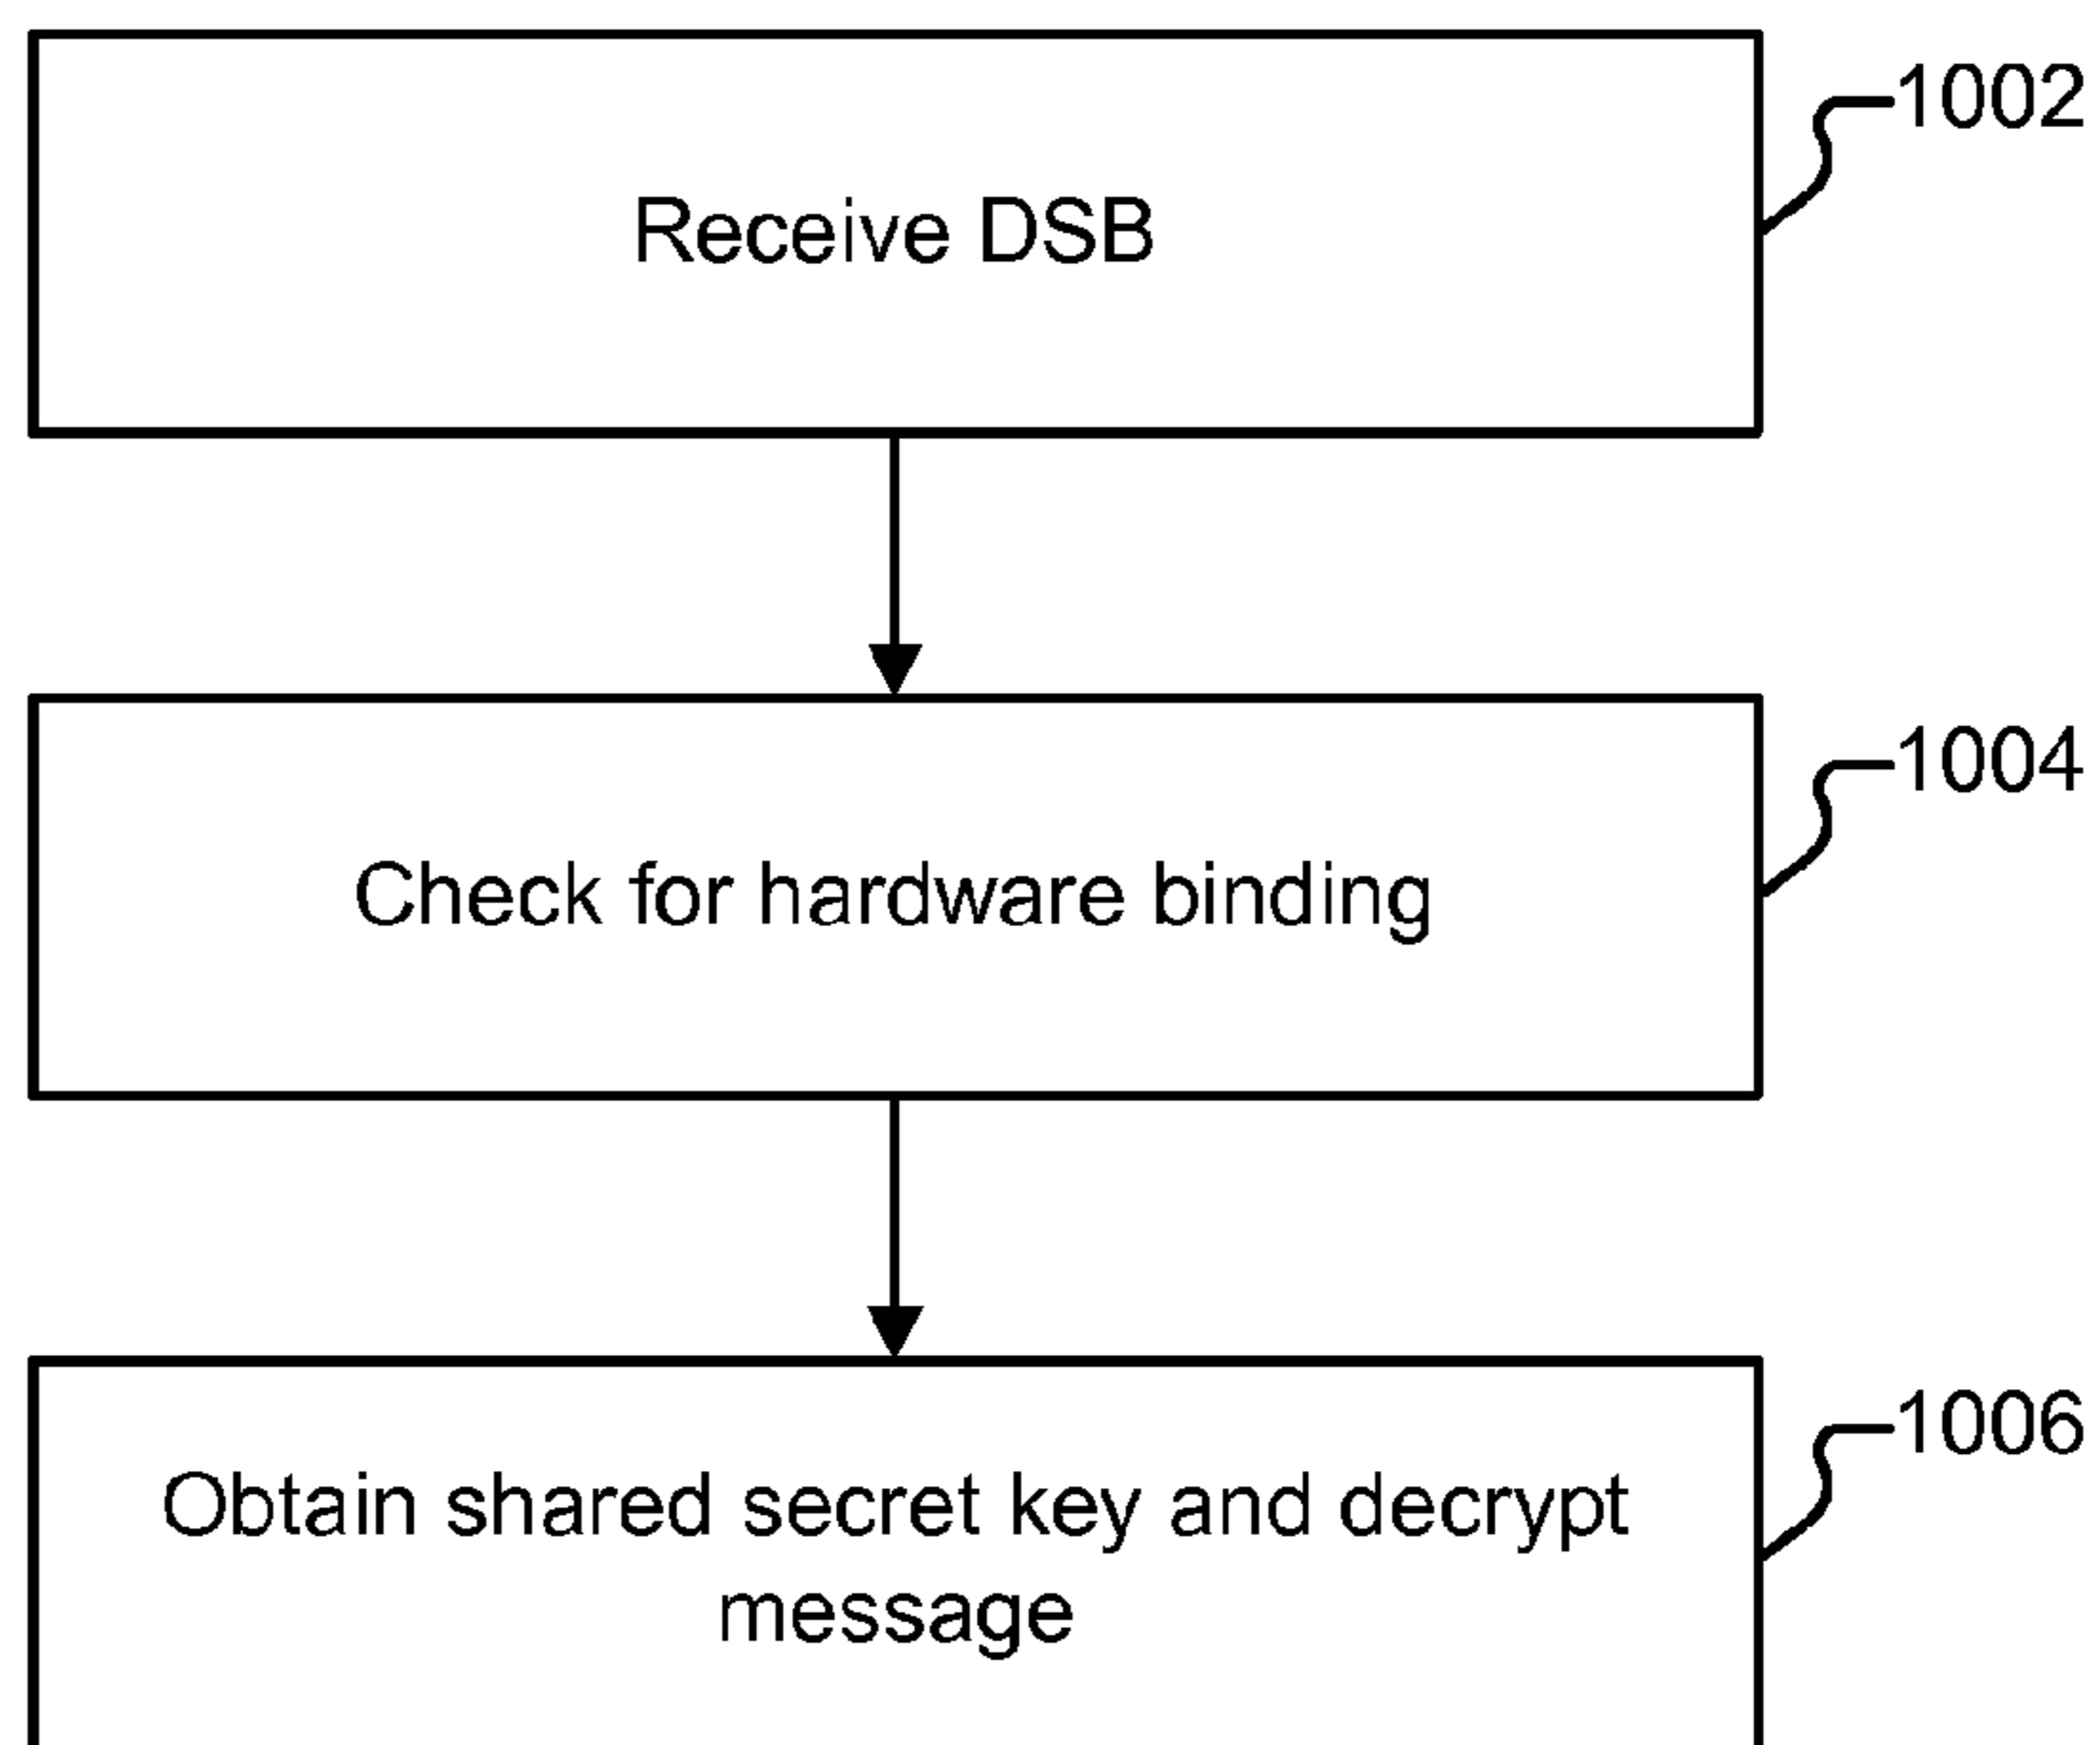 1002
Receive DSB
1004
Check for hardware binding
1006
Obtain shared secret key and decrypt
message